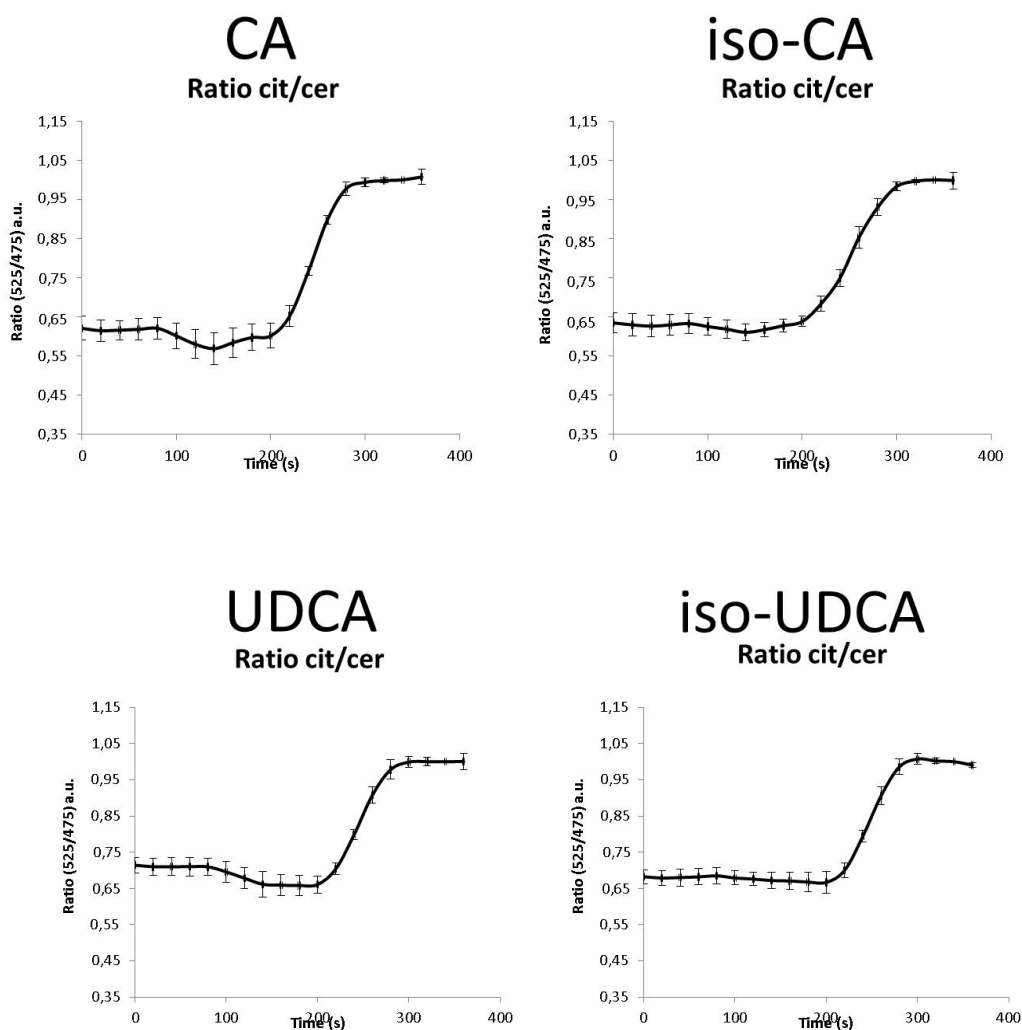 CA
Ratio cit/cer
Ratio (525/475) a.u.
1,15
1,05
0,95
0,85
0,75
0,65
0,55
0,45
0,35
0 100 200 300 400
Time (s)
iso-CA
Ratio cit/cer
Ratio (525/475) a.u.
1,15
1,05
0,95
0,85
0,75
0,65
0,55
0,45
0,35
0 100 200 300 400
Time (s)
UDCA
Ratio cit/cer
Ratio (525/475) a.u.
1,15
1,05
0,95
0,85
0,75
0,65
0,55
0,45
0,35
0 100 200 300 400
Time (s)
iso-UDCA
Ratio cit/cer
Ratio (525/475) a.u.
1,15
1,05
0,95
0,85
0,75
0,65
0,55
0,45
0,35
0 100 200 300 400
Time (s)